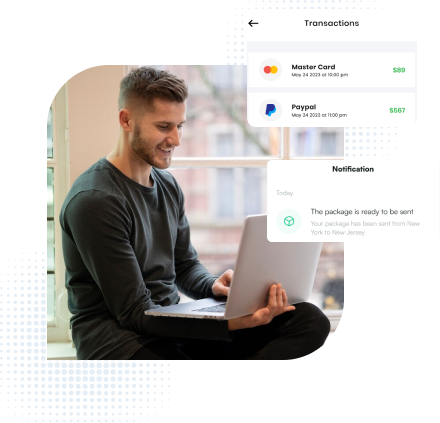 Transactions
Master Card
May 24 2023 at 10:00 pm
$89
Paypal
May 24 2023 at 11:00 pm
$567
Notification
Today
The package is ready to be sent
Your package has been sent from New
York to New Jersey